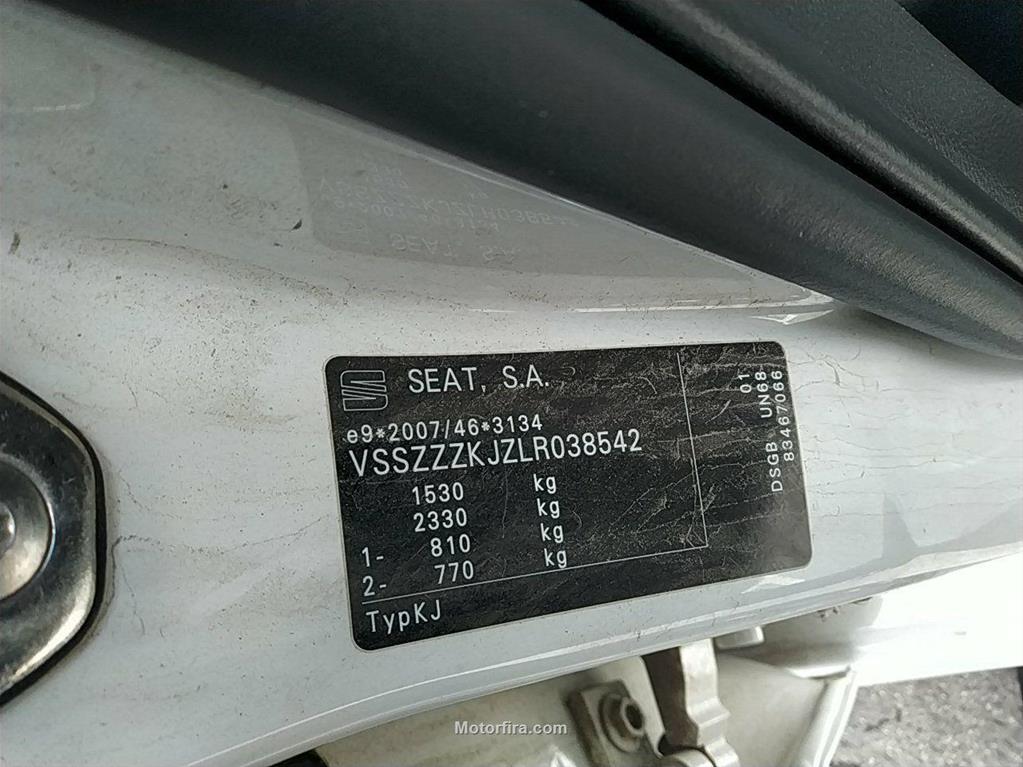 SEAT, S.A.
e9*2007/46*3134
VSSZZZKJZLR038542
1530 kg
2330 kg
1- 810 kg
2- 770 kg
TypKJ
01
DSGB UN68
83467066
Motorfira.com